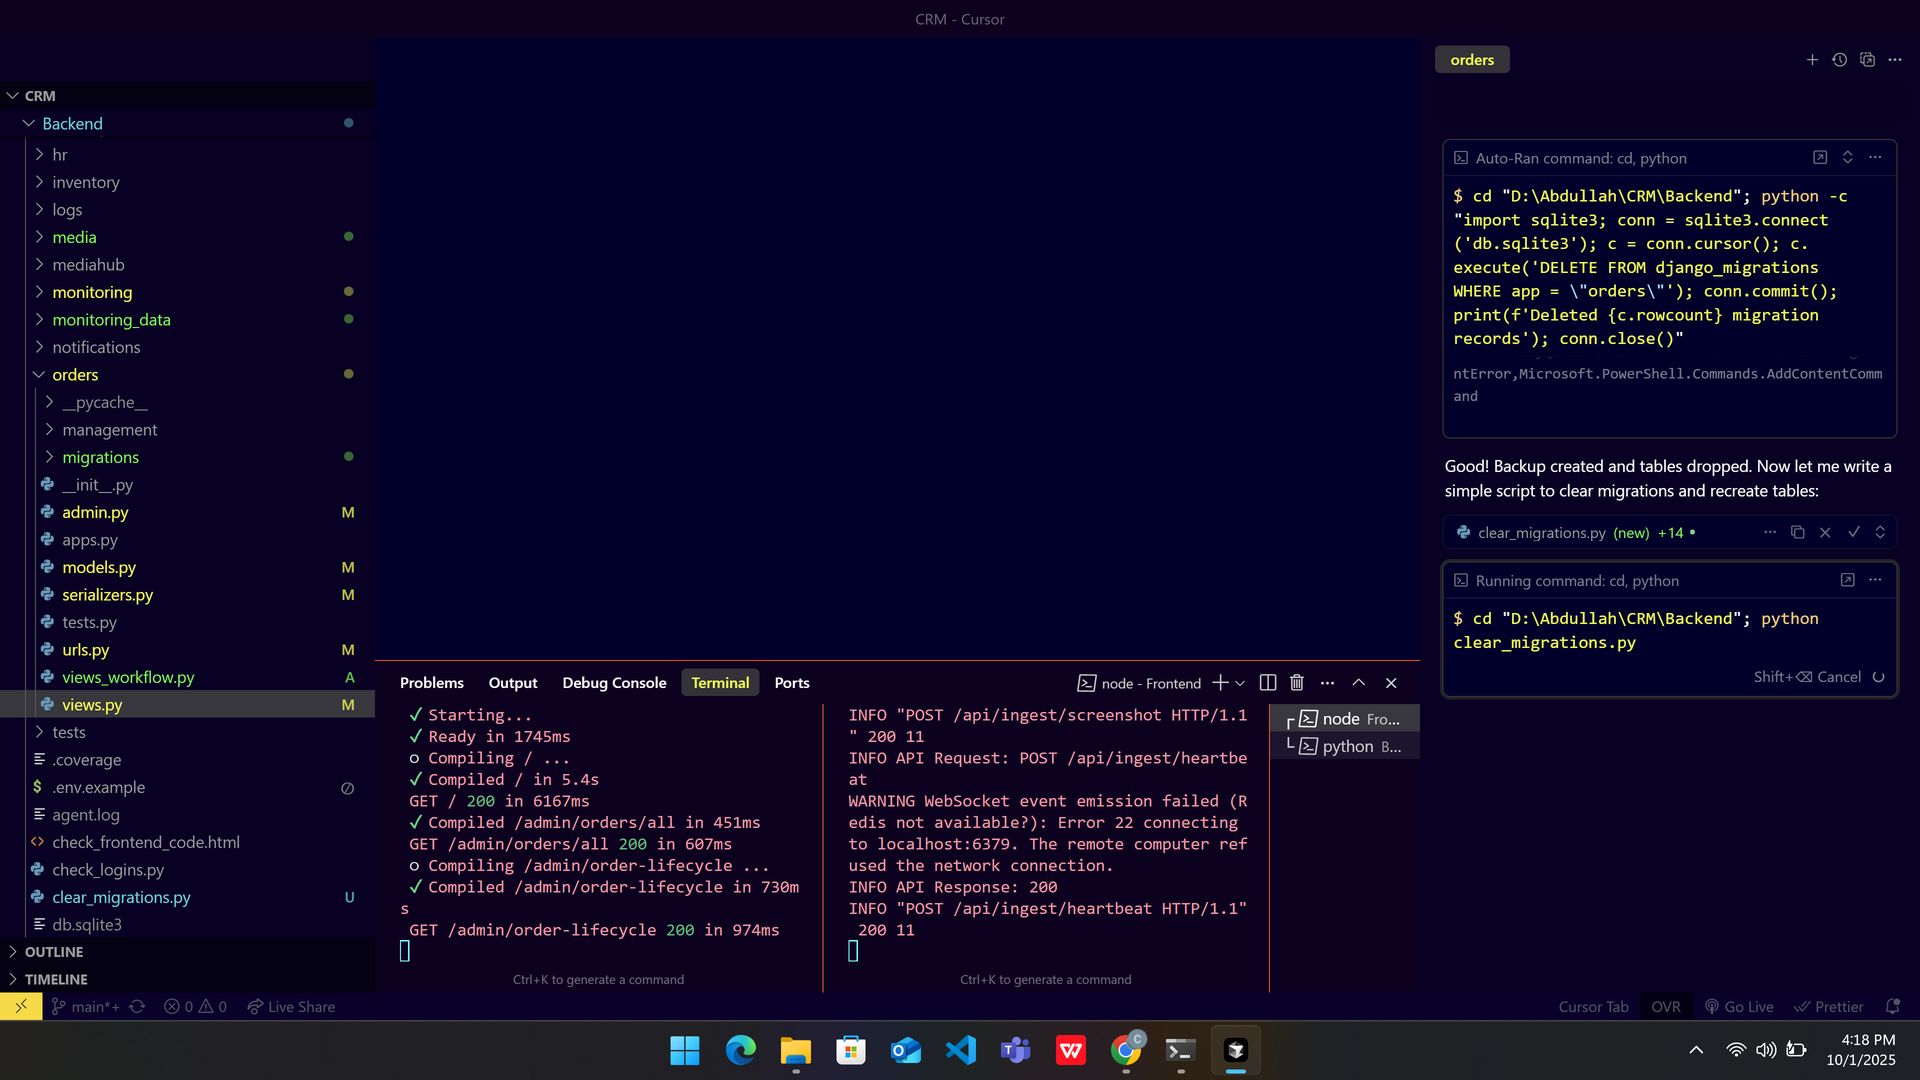 CRM - Cursor
CRM
Backend
hr
inventory
logs
media
mediahub
monitoring
monitoring_data
notifications
orders
__pycache__
management
migrations
__init__.py
admin.py M
apps.py
models.py M
serializers.py M
tests.py
urls.py M
views_workflow.py A
views.py M
tests
.coverage
$ .env.example
agent.log
check_frontend_code.html
check_logins.py
clear_migrations.py U
db.sqlite3
OUTLINE
TIMELINE
Problems Output Debug Console Terminal Ports
node - Frontend
✓ Starting...
✓ Ready in 1745ms
○ Compiling / ...
✓ Compiled / in 5.4s
GET / 200 in 6167ms
✓ Compiled /admin/orders/all in 451ms
GET /admin/orders/all 200 in 607ms
○ Compiling /admin/order-lifecycle ...
✓ Compiled /admin/order-lifecycle in 730m
s
GET /admin/order-lifecycle 200 in 974ms
Ctrl+K to generate a command
INFO "POST /api/ingest/screenshot HTTP/1.1
" 200 11
INFO API Request: POST /api/ingest/heartbe
at
WARNING WebSocket event emission failed (R
edis not available?): Error 22 connecting
to localhost:6379. The remote computer ref
used the network connection.
INFO API Response: 200
INFO "POST /api/ingest/heartbeat HTTP/1.1"
200 11
Ctrl+K to generate a command
node Fro...
python B...
orders
Auto-Ran command: cd, python
$ cd "D:\Abdullah\CRM\Backend"; python -c
"import sqlite3; conn = sqlite3.connect
('db.sqlite3'); c = conn.cursor(); c.
execute('DELETE FROM django_migrations
WHERE app = \"orders\"'); conn.commit();
print(f'Deleted {c.rowcount} migration
records'); conn.close()"
ntError,Microsoft.PowerShell.Commands.AddContentComm
and
Good! Backup created and tables dropped. Now let me write a
simple script to clear migrations and recreate tables:
clear_migrations.py (new) +14
Running command: cd, python
$ cd "D:\Abdullah\CRM\Backend"; python
clear_migrations.py
Shift+⌫ Cancel
main*+ 0 0 Live Share
Cursor Tab OVR Go Live Prettier
4:18 PM
10/1/2025